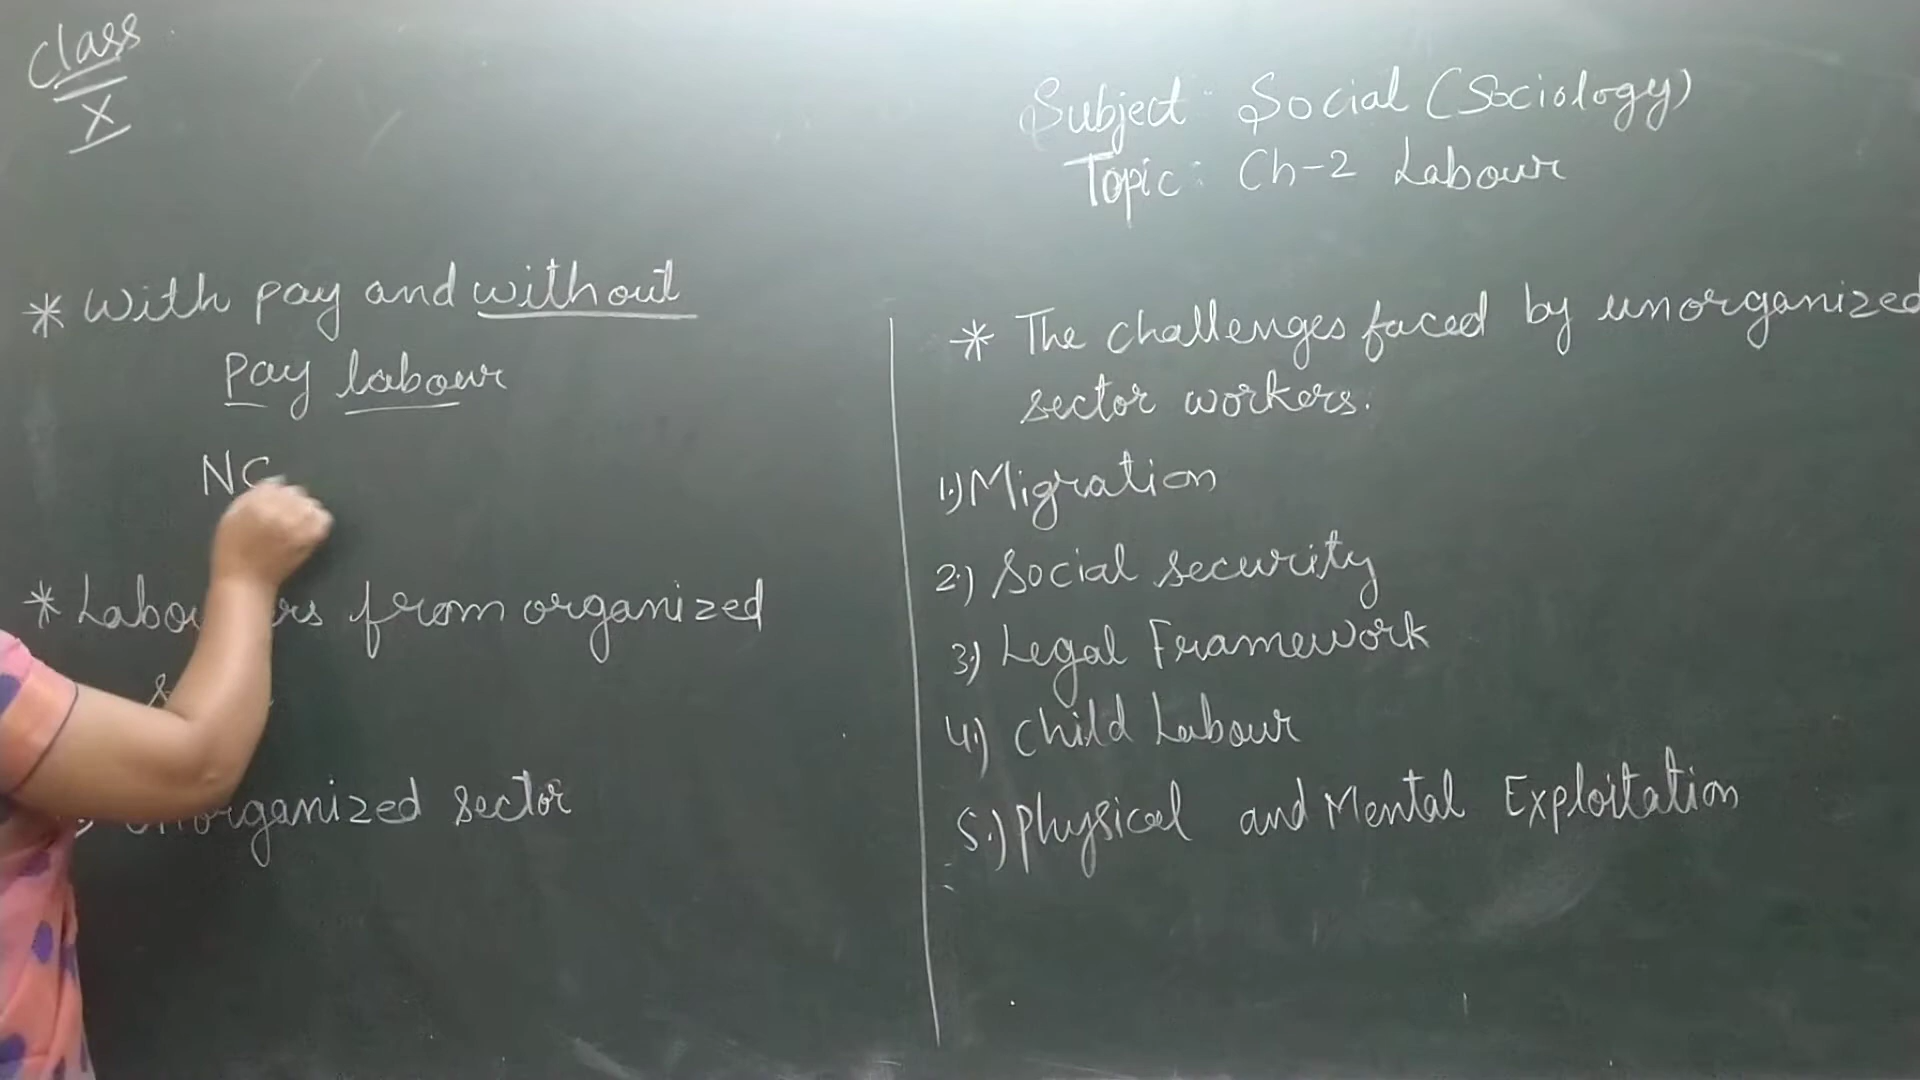 Class
X
Subject: Social (Sociology)
Topic: Ch-2 Labour
* With pay and without
Pay labour
NC
* from organized
organized sector
* The challenges faced by unorganized
sector workers.
1.) Migration
2.) Social security
3.) Legal Framework
4.) Child Labour
5.) Physical and Mental Exploitation